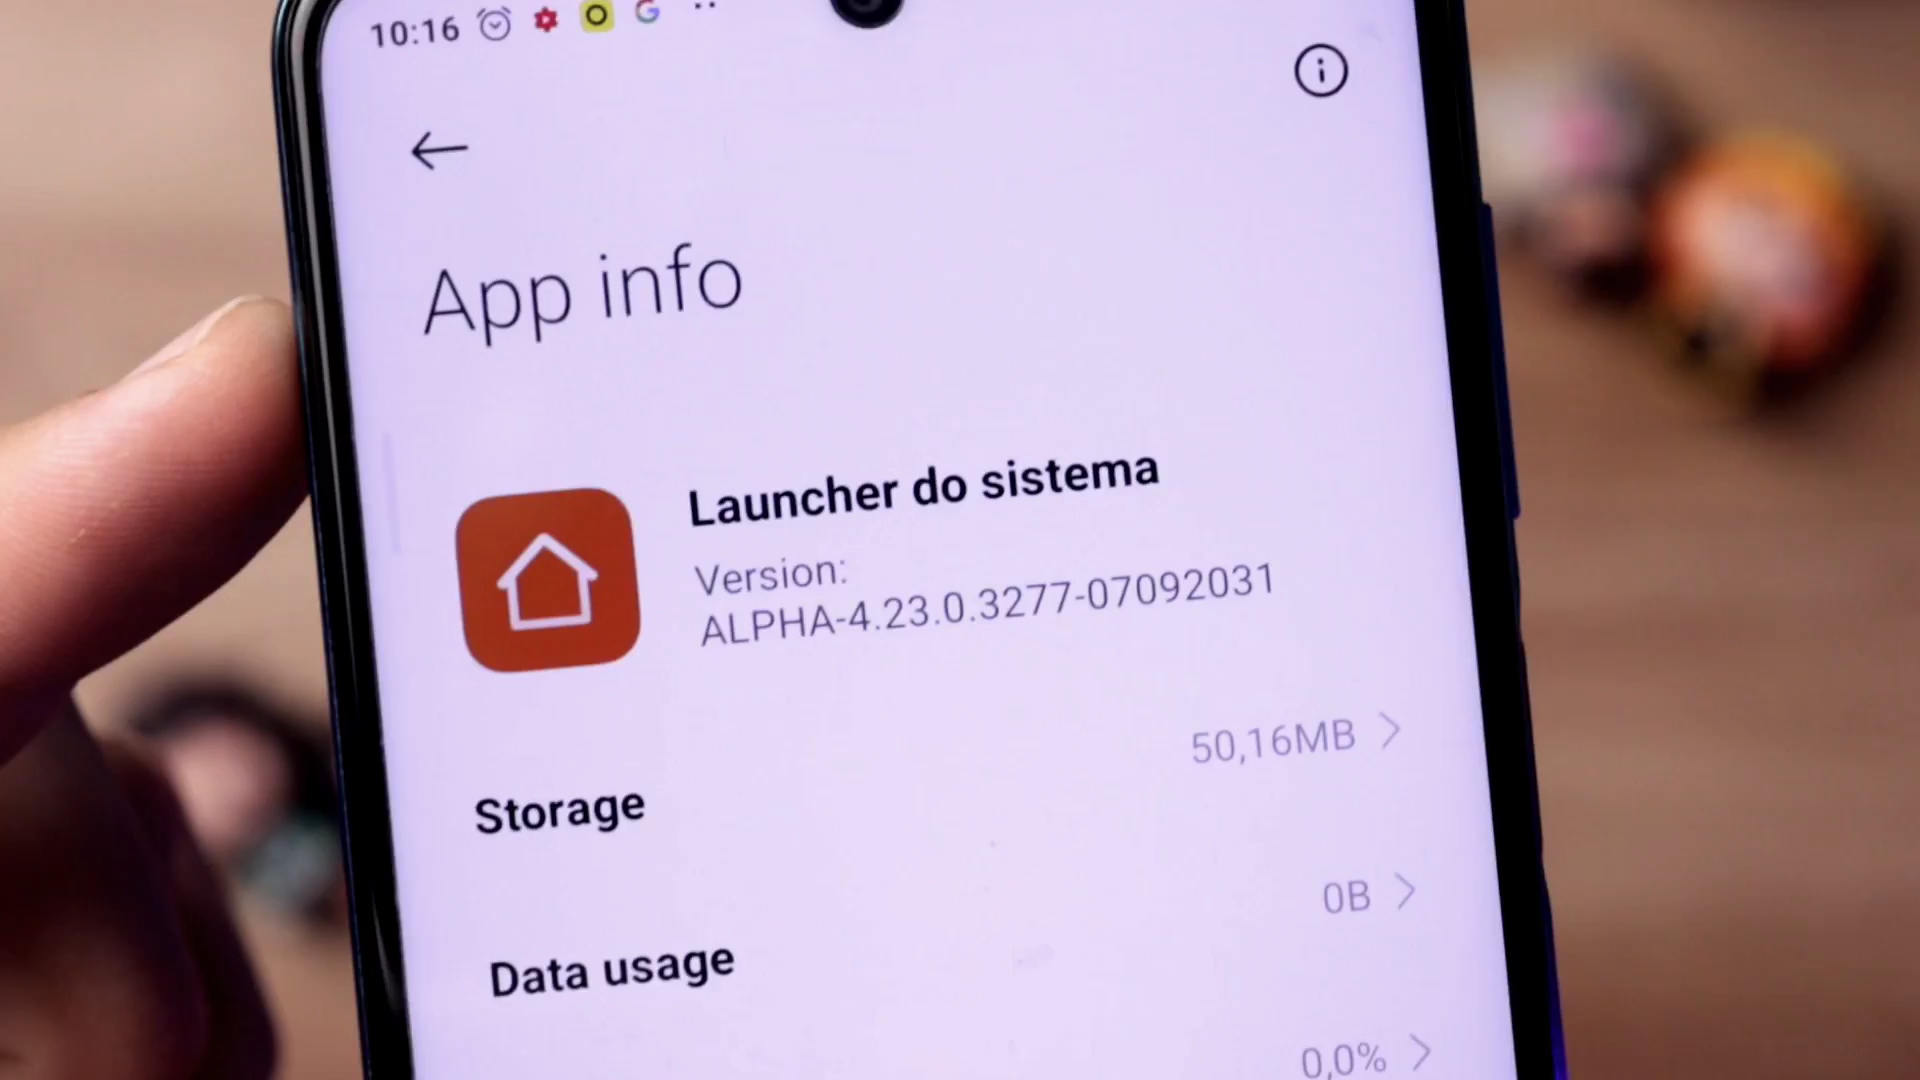 10:16
App info
Launcher do sistema
Version:
ALPHA-4.23.0.3277-07092031
50,16MB
Storage
0B
Data usage
0,0%